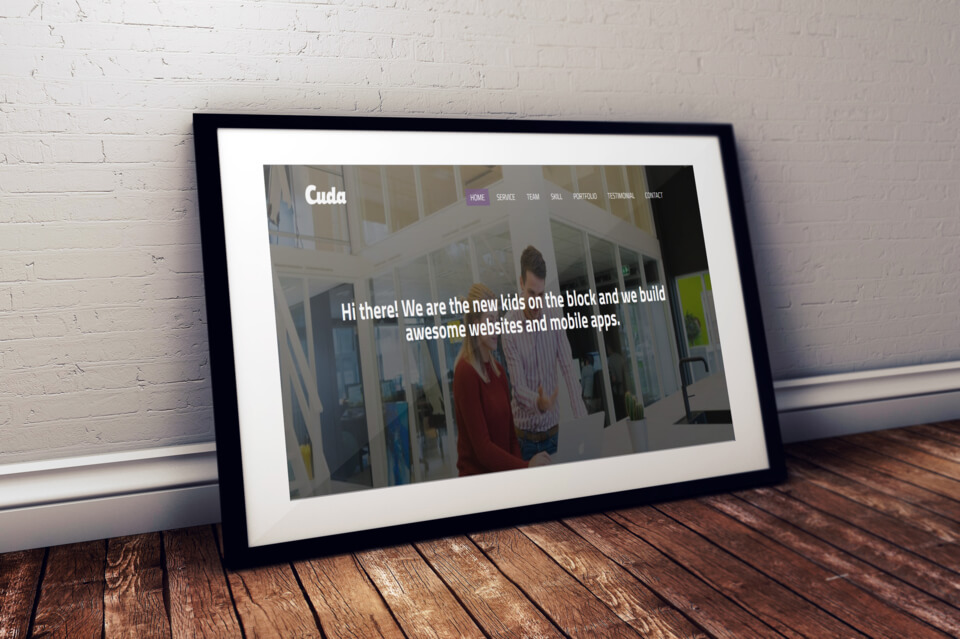 Cuda
HOME SERVICE TEAM SKILL PORTFOLIO TESTIMONIAL CONTACT
Hi there! We are the new kids on the block and we build
awesome websites and mobile apps.